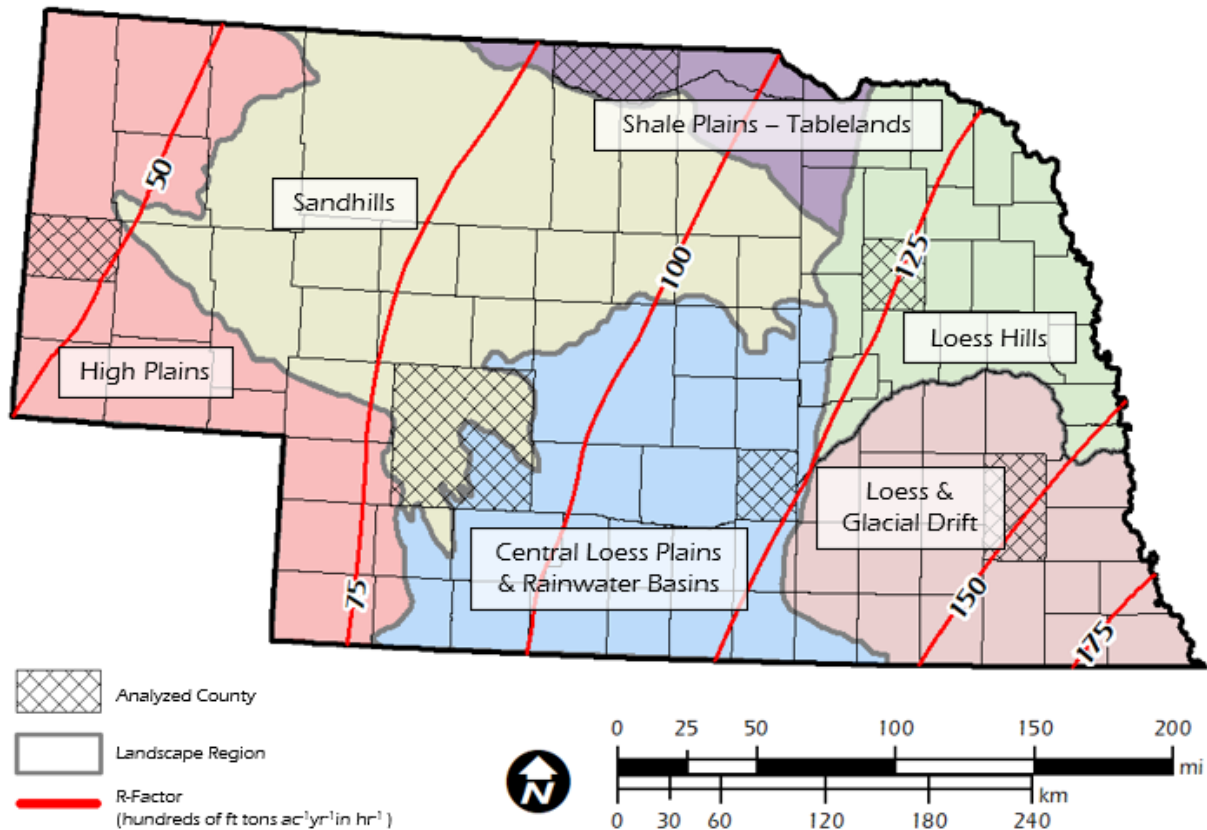 Shale Plains – Tablelands
50
Sandhills
100
125
Loess Hills
High Plains
Loess &
Glacial Drift
Central Loess Plains
& Rainwater Basins
75
150
175
Analyzed County
Landscape Region
R-Factor
(hundreds of ft tons ac⁻¹yr⁻¹in hr⁻¹ )
N
0 25 50 100 150 200
mi
km
0 30 60 120 180 240